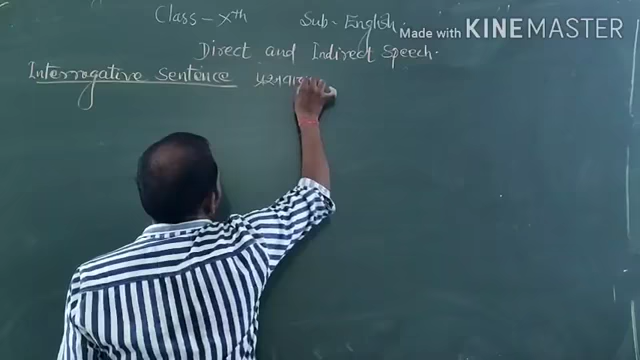 Class - Xth Sub - English.
Made with KINEMASTER
Direct and Indirect Speech.
Interrogative Sentence